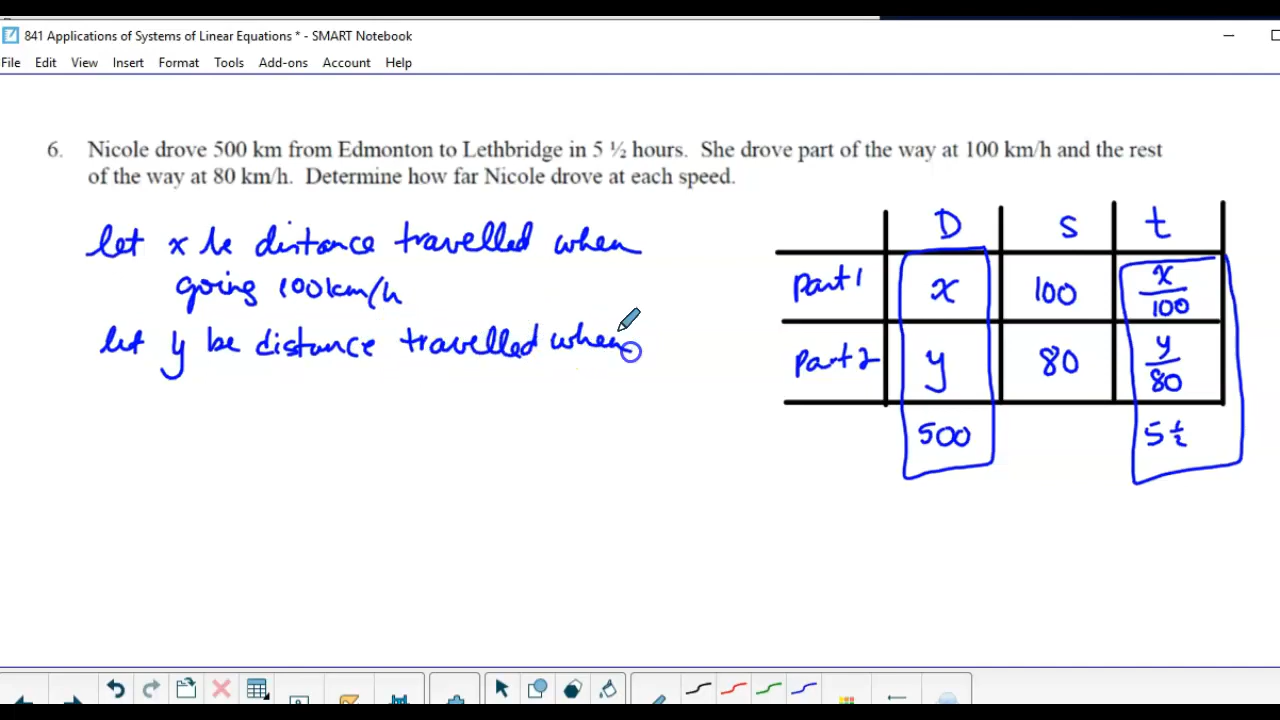 841 Applications of Systems of Linear Equations * - SMART Notebook
File Edit View Insert Format Tools Add-ons Account Help
6. Nicole drove 500 km from Edmonton to Lethbridge in 5 ½ hours. She drove part of the way at 100 km/h and the rest
of the way at 80 km/h. Determine how far Nicole drove at each speed.
let x be distance travelled when
going 100km/h
let y be distance travelled when
D s t
Part 1 x 100 x/100
Part 2 y 80 y/80
500 5 ½